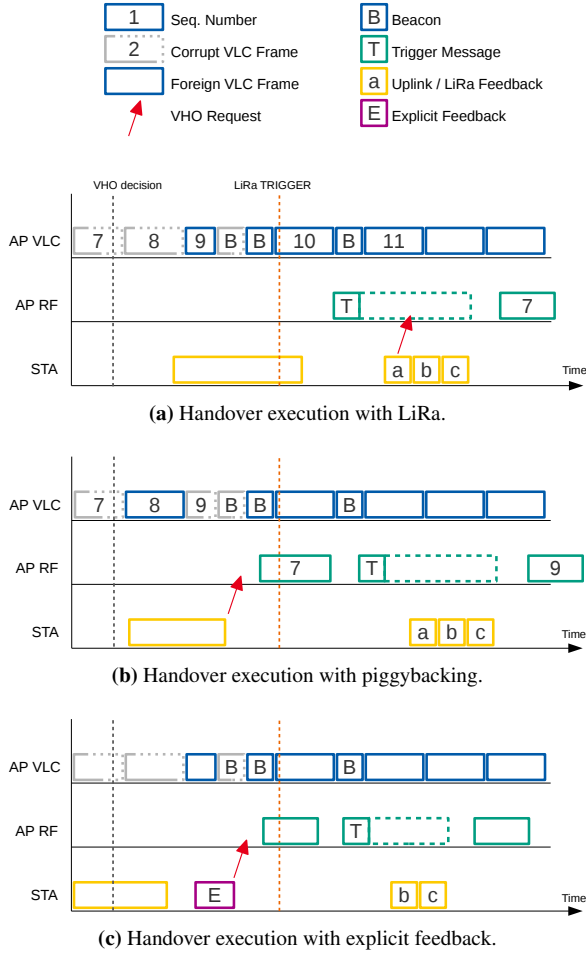 1 Seq. Number B Beacon
2 Corrupt VLC Frame T Trigger Message
Foreign VLC Frame a Uplink / LiRa Feedback
VHO Request E Explicit Feedback
VHO decision LiRa TRIGGER
AP VLC 7 8 9 B B 10 B 11
AP RF T 7
STA a b c
Time
(a) Handover execution with LiRa.
AP VLC 7 8 9 B B B
AP RF 7 T 9
STA a b c
Time
(b) Handover execution with piggybacking.
AP VLC B B B
AP RF T
STA E b c
Time
(c) Handover execution with explicit feedback.